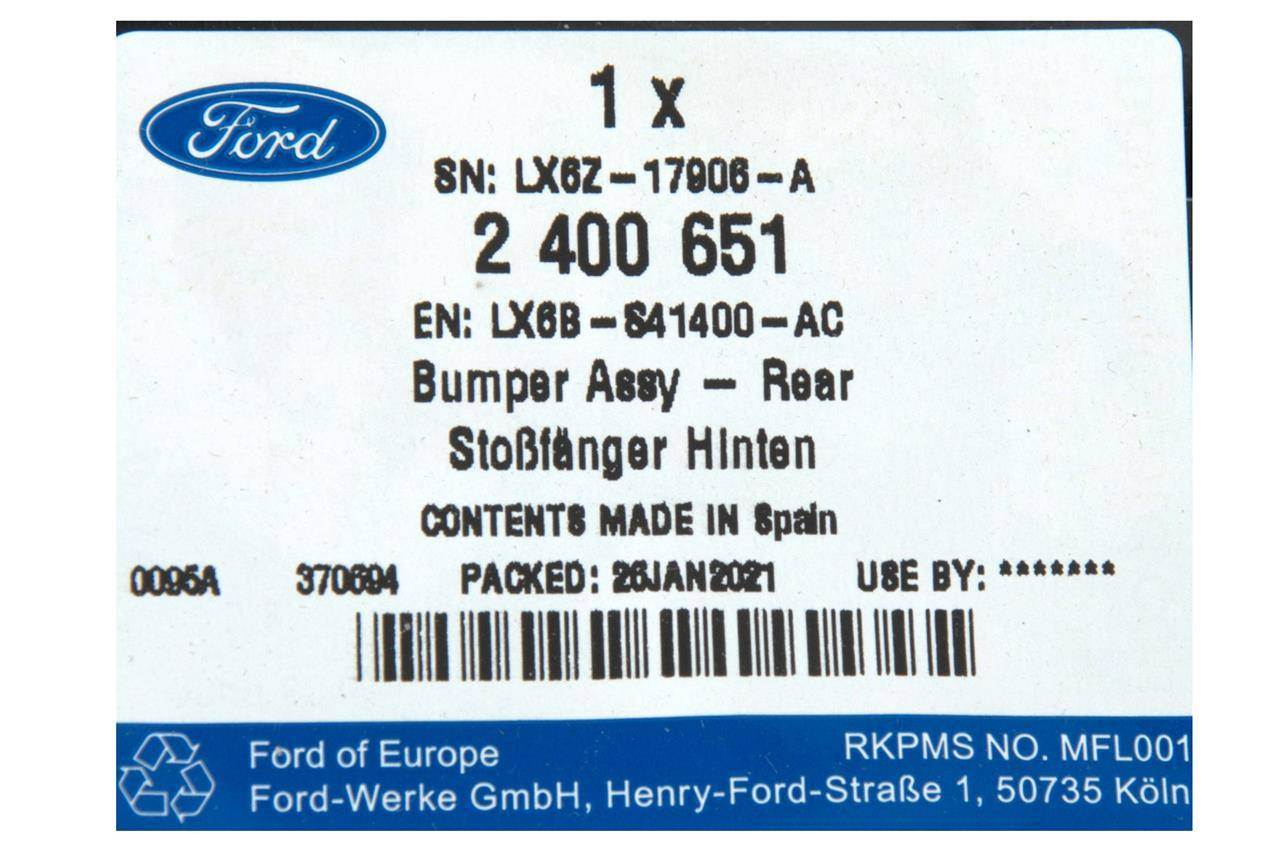 Ford
1 x
SN: LX6Z-17906-A
2 400 651
EN: LX6B-S41400-AC
Bumper Assy - Rear
Stoßfänger Hinten
CONTENTS MADE IN Spain
0095A 370694 PACKED: 26JAN2021 USE BY: *******
Ford of Europe RKPMS NO. MFL001
Ford-Werke GmbH, Henry-Ford-Straße 1, 50735 Köln